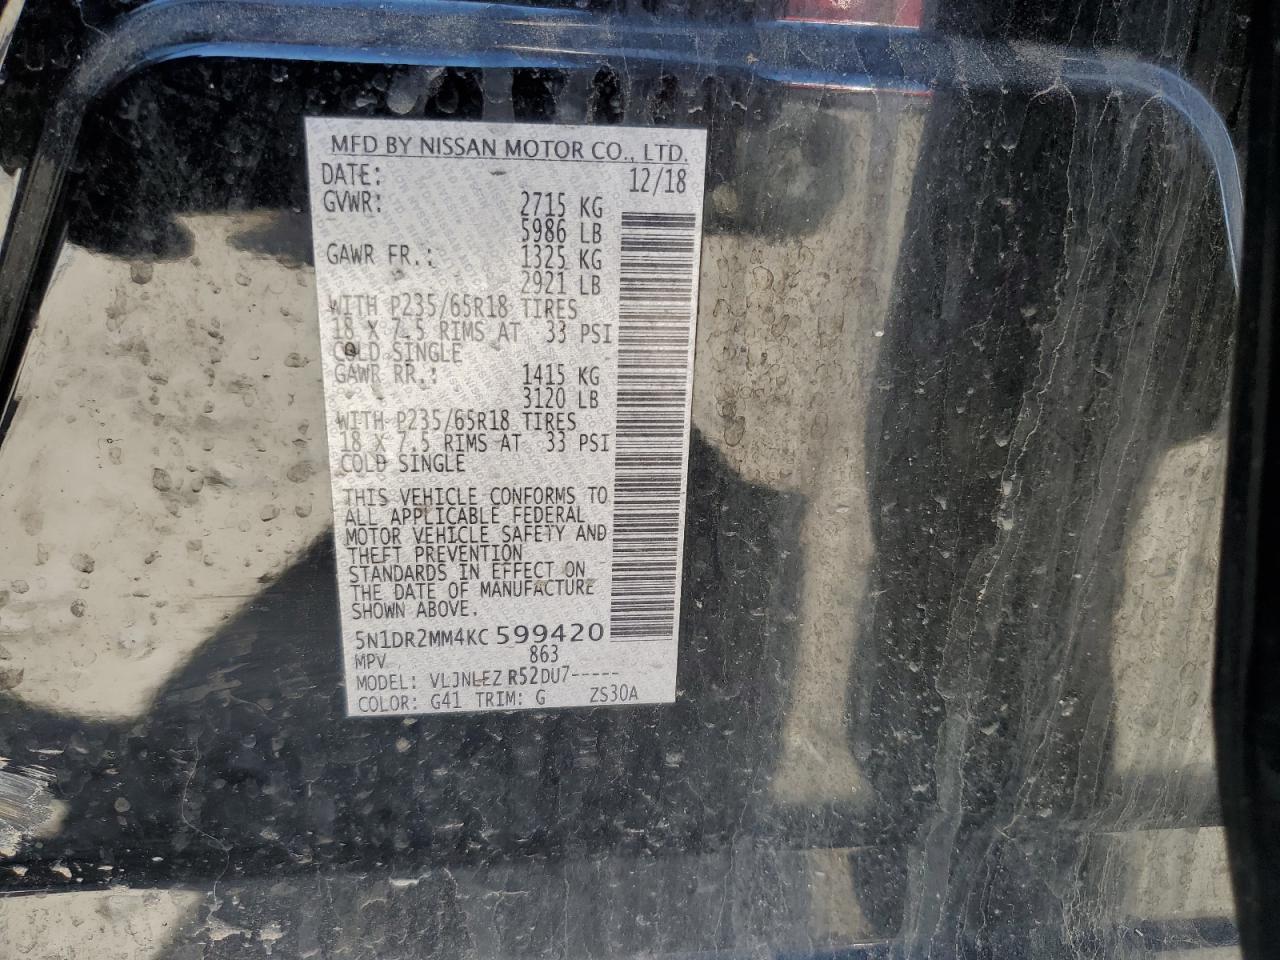 MFD BY NISSAN MOTOR CO., LTD.
DATE: 12/18
GVWR: 2715 KG
5986 LB
GAWR FR.: 1325 KG
2921 LB
WITH P235/65R18 TIRES
18 X 7.5 RIMS AT 33 PSI
COLD SINGLE
GAWR RR.: 1415 KG
3120 LB
WITH P235/65R18 TIRES
18 X 7.5 RIMS AT 33 PSI
COLD SINGLE
THIS VEHICLE CONFORMS TO
ALL APPLICABLE FEDERAL
MOTOR VEHICLE SAFETY AND
THEFT PREVENTION
STANDARDS IN EFFECT ON
THE DATE OF MANUFACTURE
SHOWN ABOVE.
5N1DR2MM4KC599420
MPV 863
MODEL: VLJNLEZ R52DU7-----
COLOR: G41 TRIM: G ZS30A